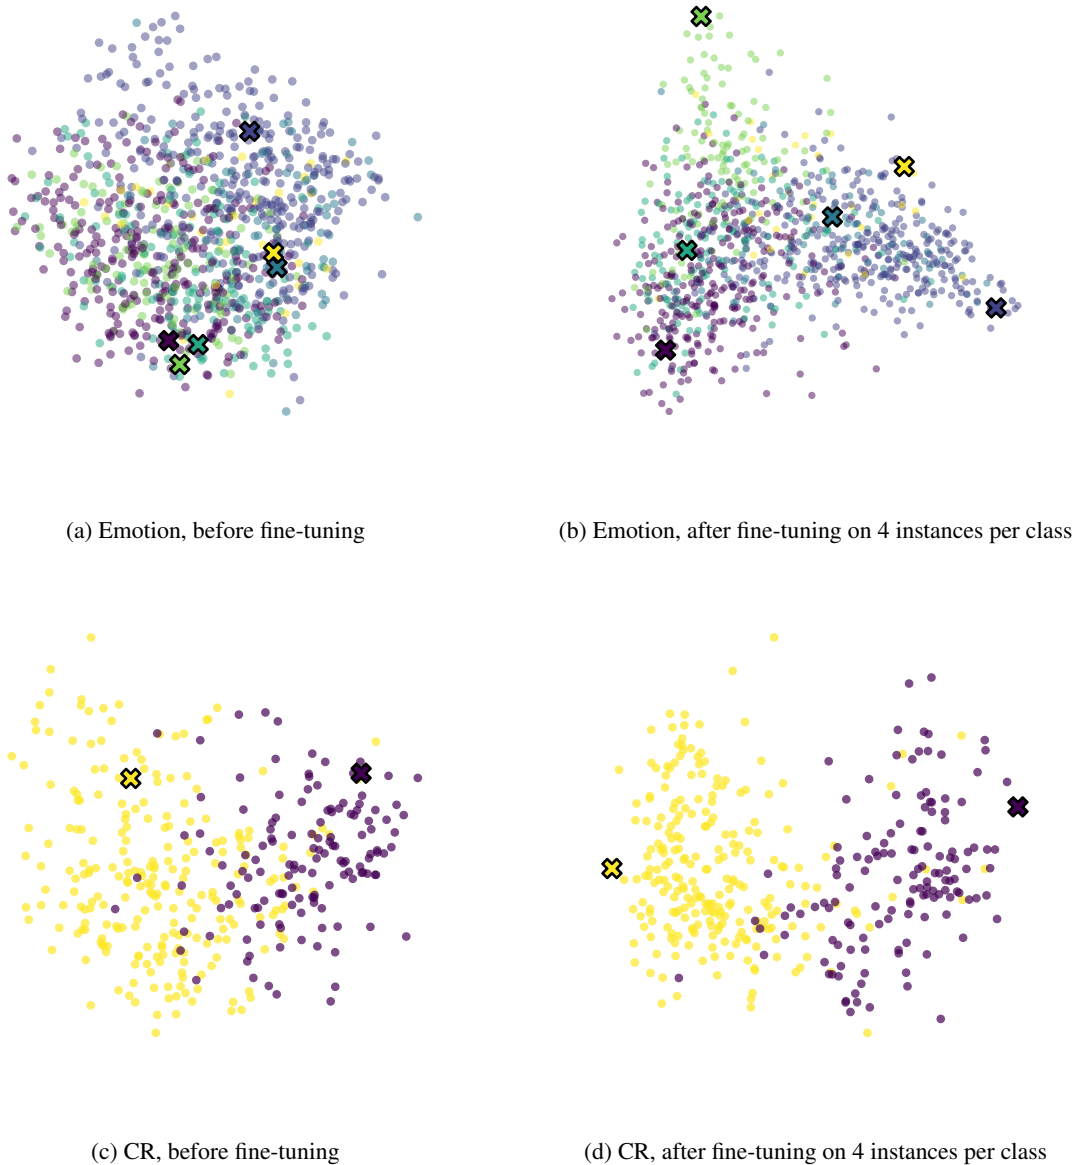 (a) Emotion, before fine-tuning
(b) Emotion, after fine-tuning on 4 instances per class
(c) CR, before fine-tuning
(d) CR, after fine-tuning on 4 instances per class